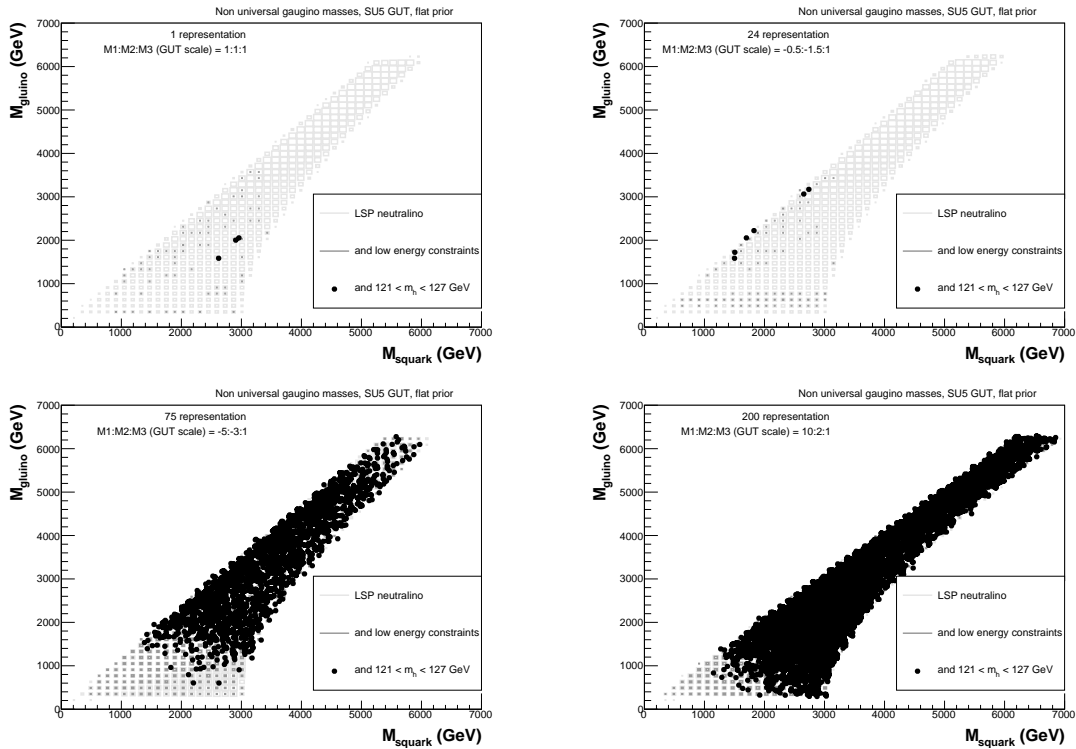 Non universal gaugino masses, SU5 GUT, flat prior
1 representation
M1:M2:M3 (GUT scale) = 1:1:1
M_gluino (GeV)
7000
6000
5000
4000
3000
2000
1000
0
LSP neutralino
and low energy constraints
and 121 < m_h < 127 GeV
0 1000 2000 3000 4000 5000 6000 7000
M_squark (GeV)
Non universal gaugino masses, SU5 GUT, flat prior
24 representation
M1:M2:M3 (GUT scale) = -0.5:-1.5:1
M_gluino (GeV)
7000
6000
5000
4000
3000
2000
1000
0
LSP neutralino
and low energy constraints
and 121 < m_h < 127 GeV
0 1000 2000 3000 4000 5000 6000 7000
M_squark (GeV)
Non universal gaugino masses, SU5 GUT, flat prior
75 representation
M1:M2:M3 (GUT scale) = -5:-3:1
M_gluino (GeV)
7000
6000
5000
4000
3000
2000
1000
0
LSP neutralino
and low energy constraints
and 121 < m_h < 127 GeV
0 1000 2000 3000 4000 5000 6000 7000
M_squark (GeV)
Non universal gaugino masses, SU5 GUT, flat prior
200 representation
M1:M2:M3 (GUT scale) = 10:2:1
M_gluino (GeV)
7000
6000
5000
4000
3000
2000
1000
0
LSP neutralino
and low energy constraints
and 121 < m_h < 127 GeV
0 1000 2000 3000 4000 5000 6000 7000
M_squark (GeV)